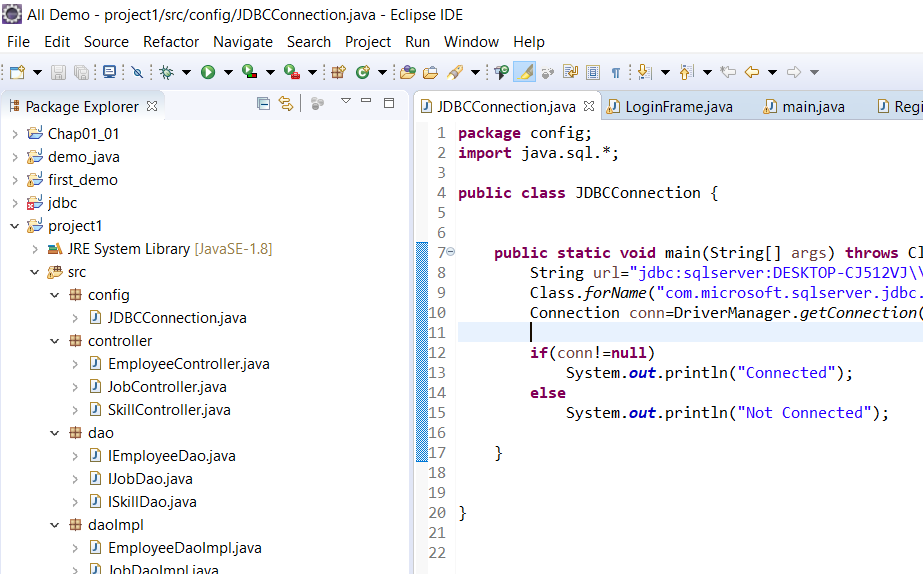 All Demo - project1/src/config/JDBCConnection.java - Eclipse IDE
File Edit Source Refactor Navigate Search Project Run Window Help
Package Explorer
Chap01_01
demo_java
first_demo
jdbc
project1
JRE System Library [JavaSE-1.8]
src
config
JDBCConnection.java
controller
EmployeeController.java
JobController.java
SkillController.java
dao
IEmployeeDao.java
IJobDao.java
ISkillDao.java
daoImpl
EmployeeDaoImpl.java
JobDaoImpl.java
JDBCConnection.java LoginFrame.java main.java Regi
1 package config;
2 import java.sql.*;
3
4 public class JDBCConnection {
5
6
7 public static void main(String[] args) throws Cl
8 String url="jdbc:sqlserver:DESKTOP-CJ512VJ\\
9 Class.forName("com.microsoft.sqlserver.jdbc.
10 Connection conn=DriverManager.getConnection(
11
12 if(conn!=null)
13 System.out.println("Connected");
14 else
15 System.out.println("Not Connected");
16
17 }
18
19
20 }
21
22